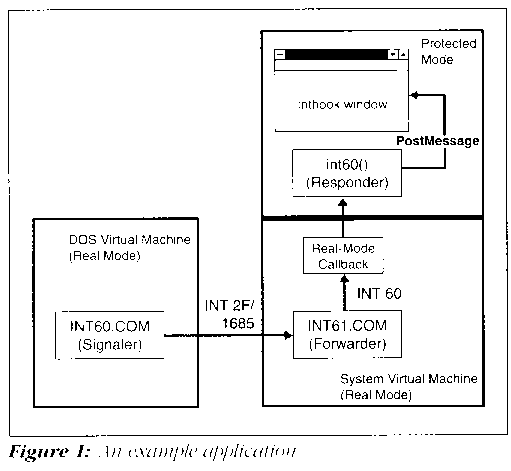 Protected
Mode
inthook window
PostMessage
int60()
(Responder)
DOS Virtual Machine
(Real Mode)
Real-Mode
Callback
INT 2F/
1685
INT 60
INT60.COM
(Signaler)
INT61.COM
(Forwarder)
System Virtual Machine
(Real Mode)
Figure 1: An example application